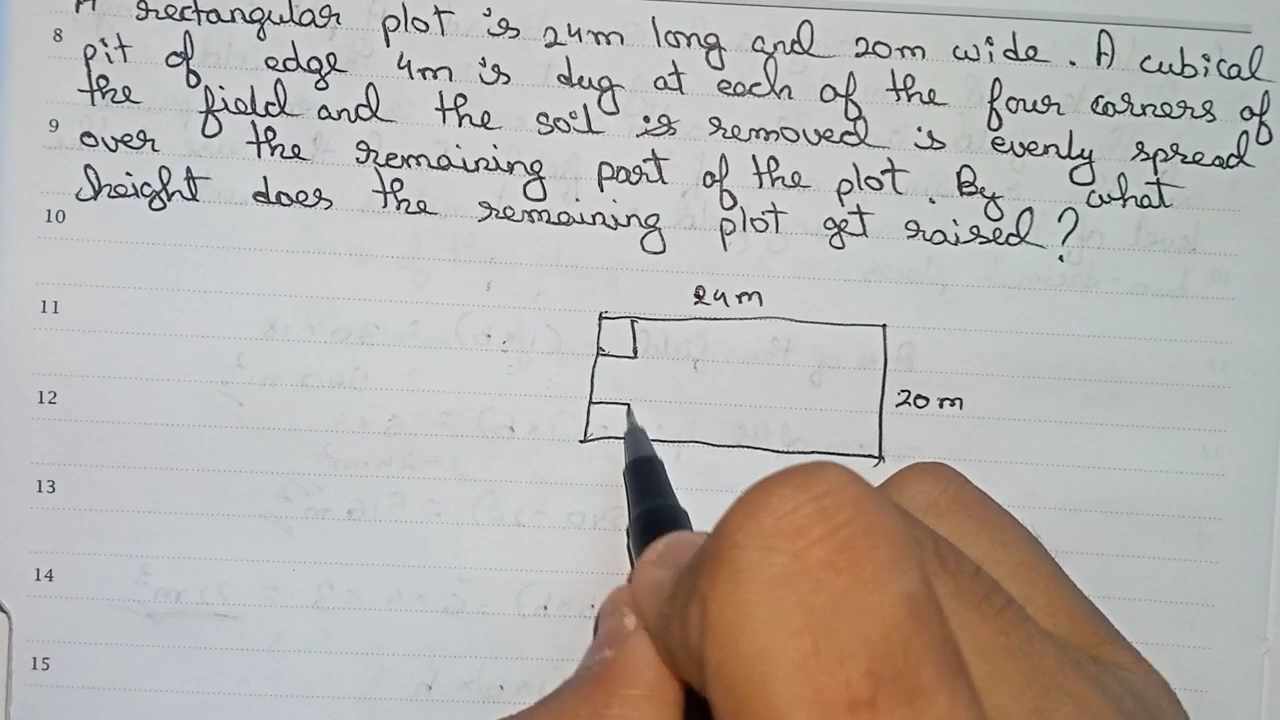 A rectangular plot is 24m long and 20m wide. A cubical
8
pit of edge 4m is dug at each of the four corners of
the field and the soil is removed is evenly spread
9
over the remaining part of the plot. By what
height does the remaining plot get raised?
10
24m
11
12
20m
13
14
15